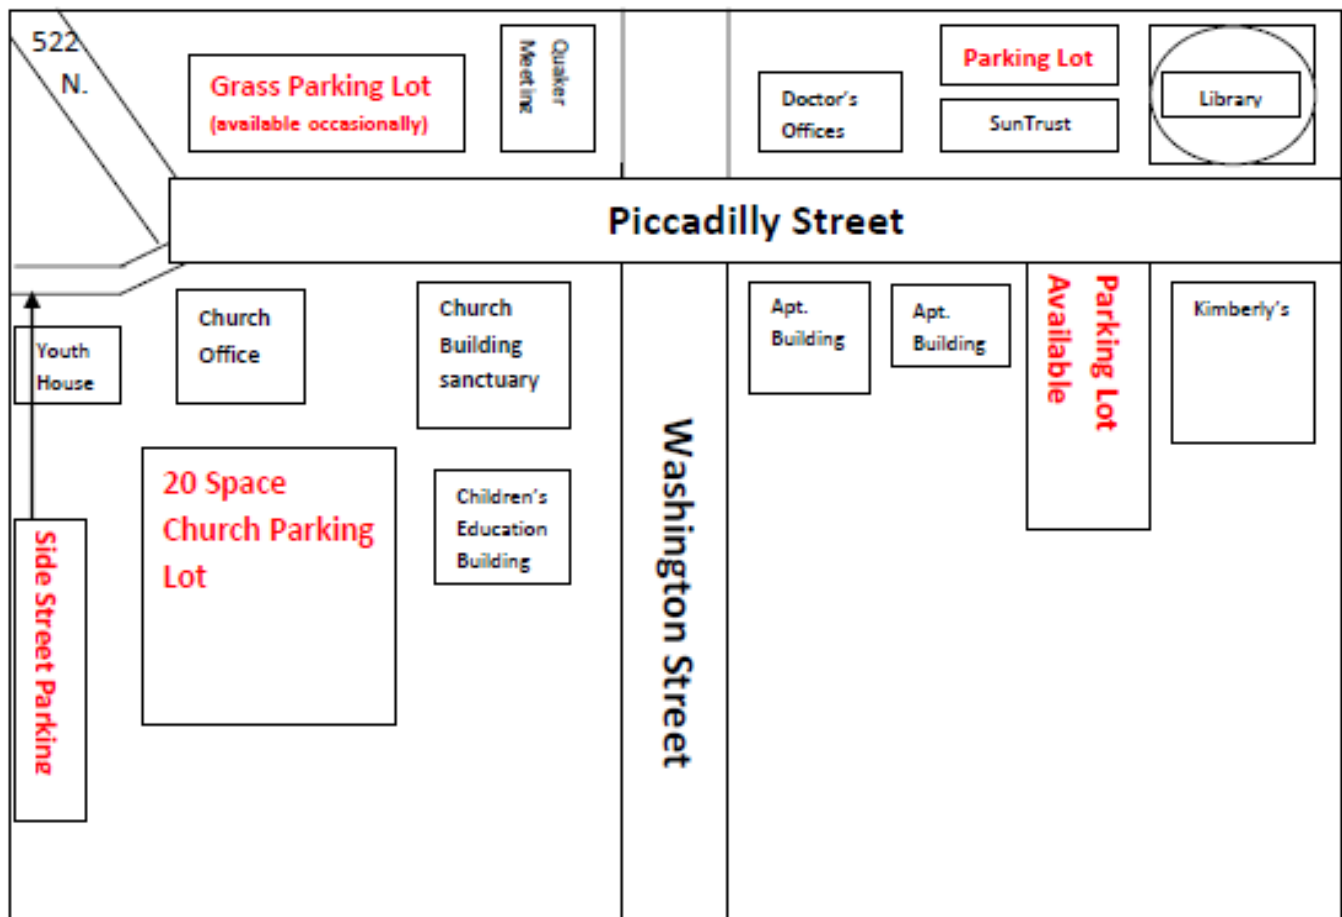 522
N.
Grass Parking Lot
(available occasionally)
Quaker
Meeting
Doctor's
Offices
Parking Lot
SunTrust
Library
Piccadilly Street
Youth
House
Church
Office
Church
Building
sanctuary
Apt.
Building
Apt.
Building
Parking Lot
Available
Kimberly's
20 Space
Church Parking
Lot
Children's
Education
Building
Washington Street
Side Street Parking